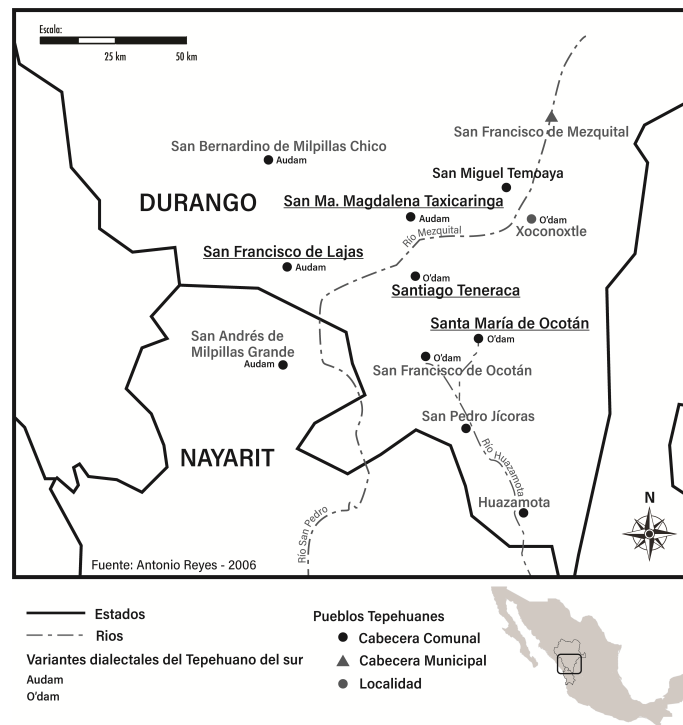 Escala:
25 km
50 km
San Francisco de Mezquital
San Bernardino de Milpillas Chico
Audam
San Miguel Temoaya
DURANGO
San Ma. Magdalena Taxicaringa
Audam
O'dam
Xoconoxtle
Río Mezquital
San Francisco de Lajas
Audam
O'dam
Santiago Teneraca
Santa María de Ocotán
O'dam
San Andrés de
Milpillas Grande
Audam
O'dam
San Francisco de Ocotán
San Pedro Jícoras
NAYARIT
Río Huazamota
Huazamota
N
Río San Pedro
Fuente: Antonio Reyes - 2006
Estados
Rios
Variantes dialectales del Tepehuano del sur
Audam
O'dam
Pueblos Tepehuanes
Cabecera Comunal
Cabecera Municipal
Localidad